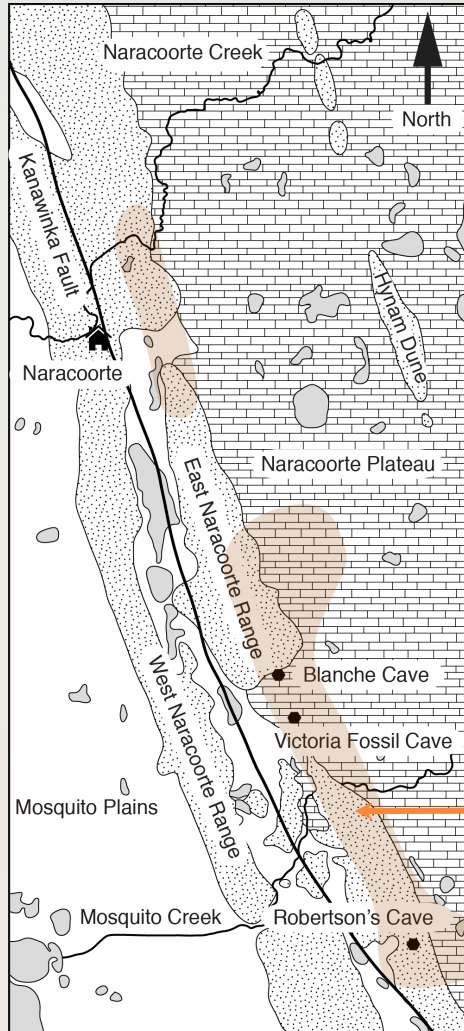 Naracoorte Creek
North
Kanawinka Fault
Hynam Dune
Naracoorte
Naracoorte Plateau
East Naracoorte Range
Blanche Cave
West Naracoorte Range
Victoria Fossil Cave
Mosquito Plains
Mosquito Creek
Robertson's Cave